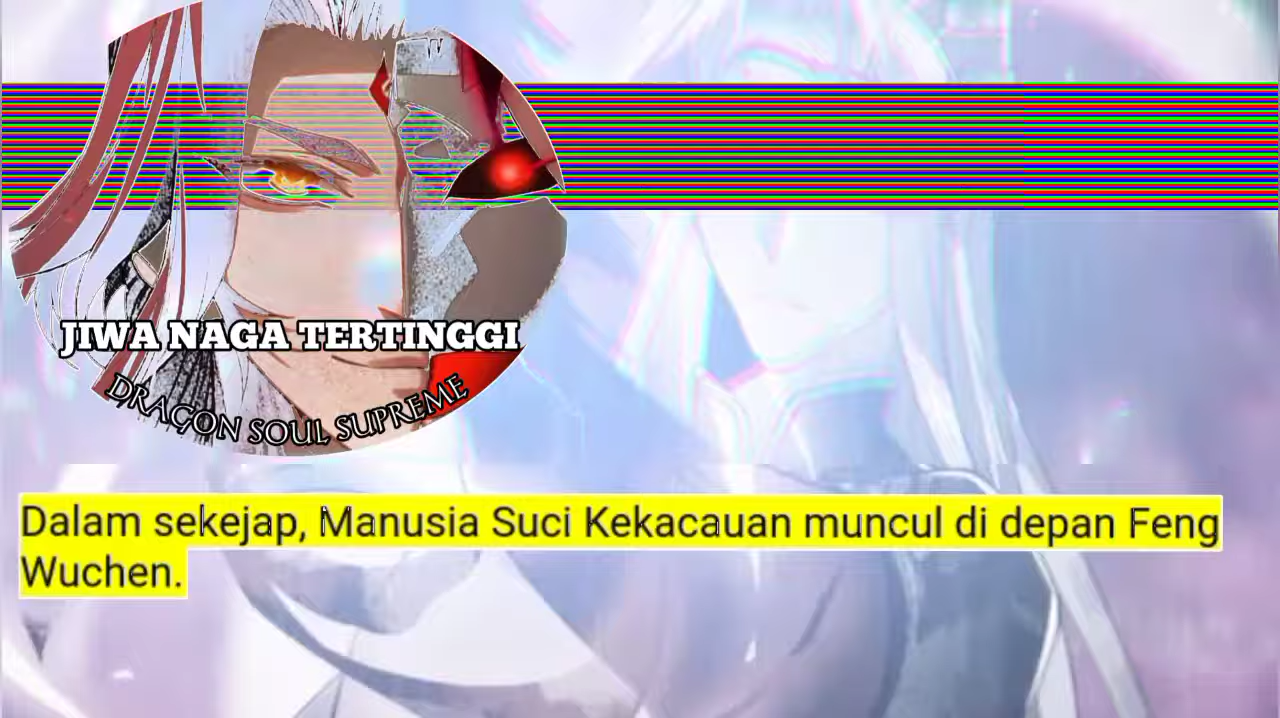 JIWA NAGA TERTINGGI
DRAGON SOUL SUPREME
Dalam sekejap, Manusia Suci Kekacauan muncul di depan Feng
Wuchen.